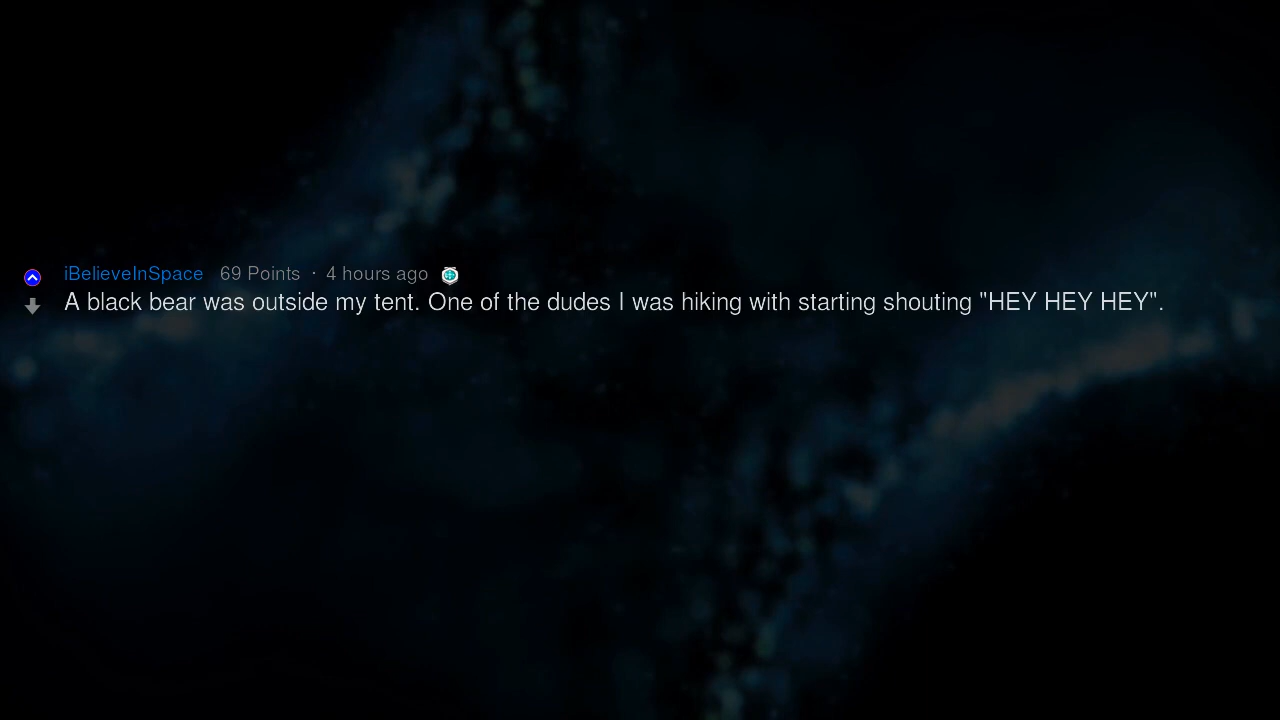 iBelieveInSpace 69 Points · 4 hours ago
A black bear was outside my tent. One of the dudes I was hiking with starting shouting "HEY HEY HEY".